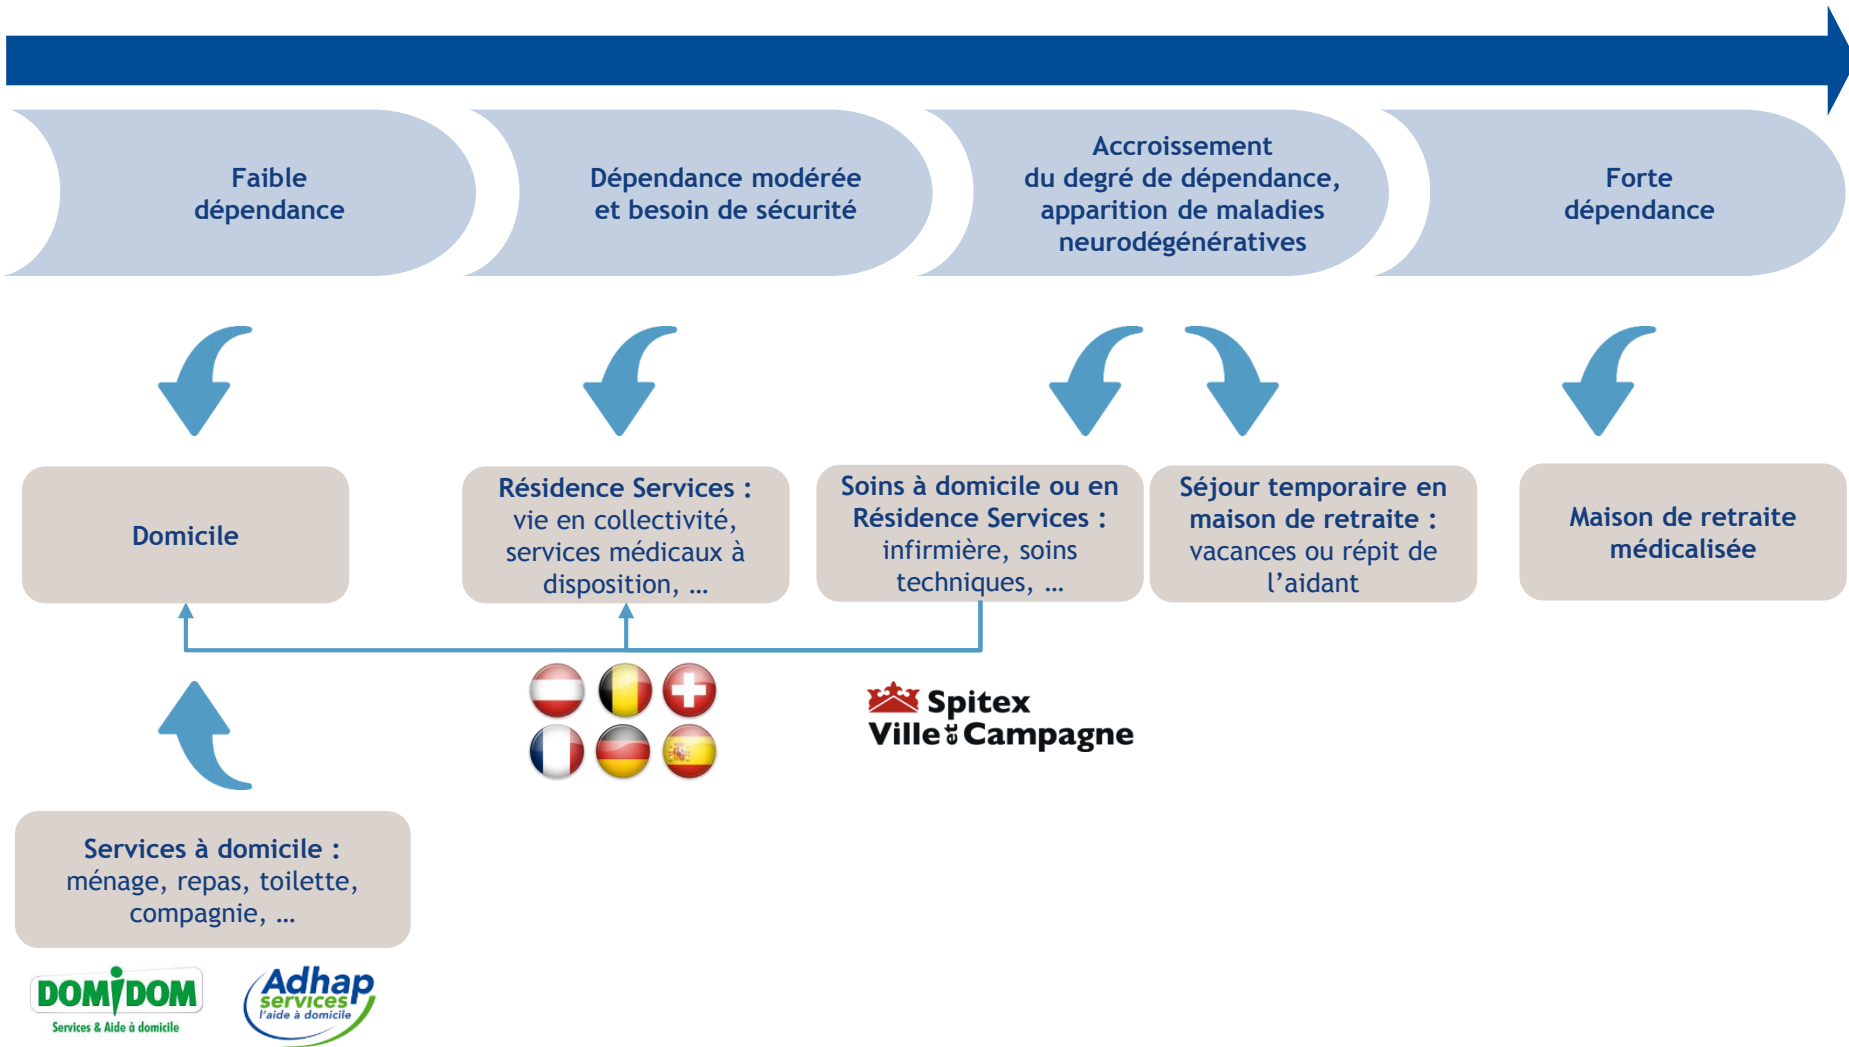 Faible
dépendance
Dépendance modérée
et besoin de sécurité
Accroissement
du degré de dépendance,
apparition de maladies
neurodégénératives
Forte
dépendance
Domicile
Résidence Services :
vie en collectivité,
services médicaux à
disposition, …
Soins à domicile ou en
Résidence Services :
infirmière, soins
techniques, …
Séjour temporaire en
maison de retraite :
vacances ou répit de
l’aidant
Maison de retraite
médicalisée
Spitex
Ville et Campagne
Services à domicile :
ménage, repas, toilette,
compagnie, …
DOMIDOM
Services & Aide à domicile
Adhap
services
l'aide à domicile